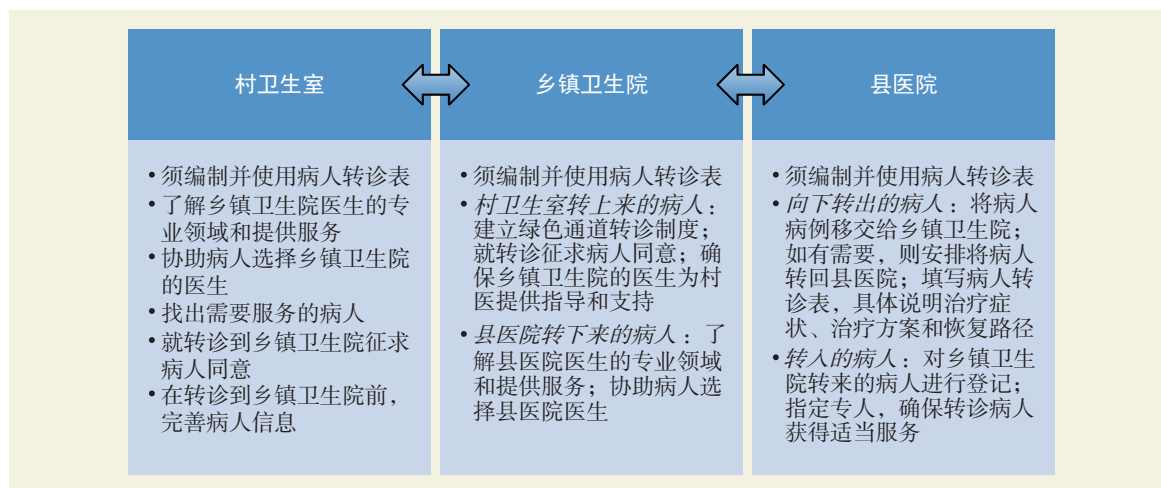 村卫生室
乡镇卫生院
县医院
•须编制并使用病人转诊表
•了解乡镇卫生院医生的专
业领域和提供服务
•协助病人选择乡镇卫生院
的医生
•找出需要服务的病人
•就转诊到乡镇卫生院征求
病人同意
•在转诊到乡镇卫生院前，
完善病人信息
•须编制并使用病人转诊表
•村卫生室转上来的病人：
建立绿色通道转诊制度；
就转诊征求病人同意；确
保乡镇卫生院的医生为村
医提供指导和支持
•县医院转下来的病人：了
解县医院医生的专业领域
和提供服务；协助病人选
择县医院医生
•须编制并使用病人转诊表
•向下转出的病人：将病人
病例移交给乡镇卫生院；
如有需要，则安排将病人
转回县医院；填写病人转
诊表，具体说明治疗症
状、治疗方案和恢复路径
•转入的病人：对乡镇卫生
院转来的病人进行登记；
指定专人，确保转诊病人
获得适当服务